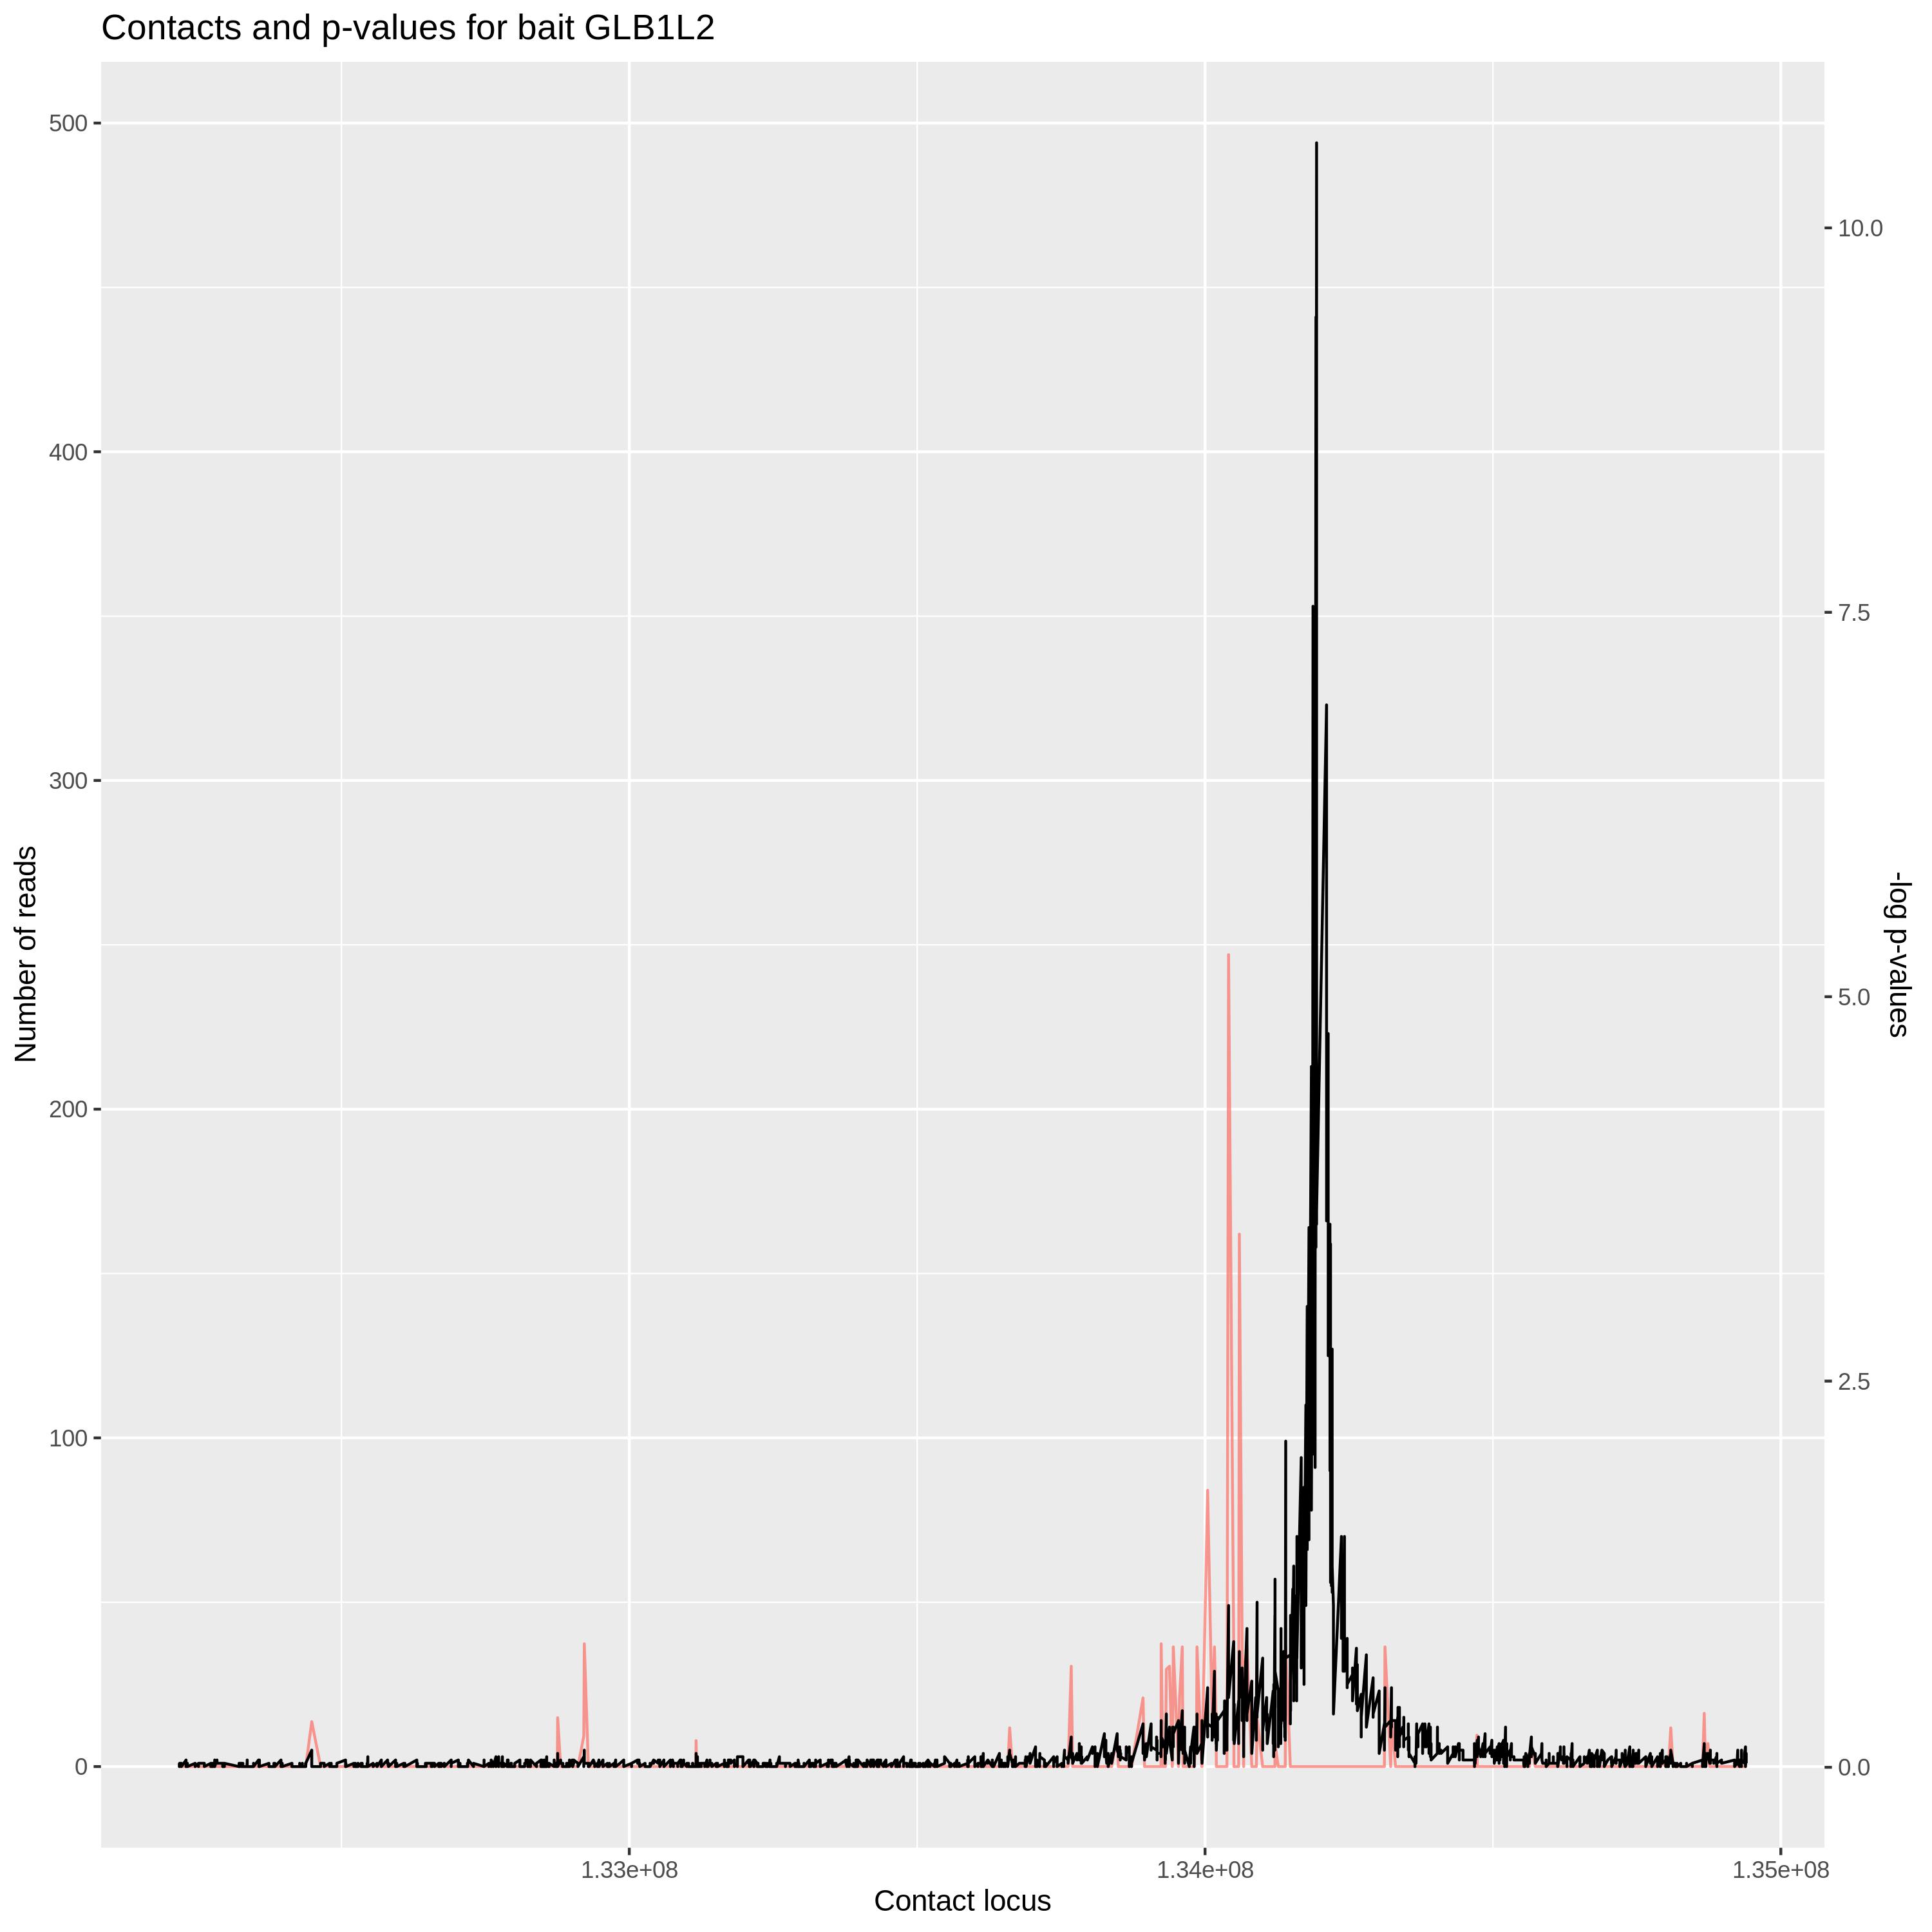 Contacts and p-values for bait GLB1L2
500
400
300
200
100
0
Number of reads
10.0
7.5
5.0
2.5
0.0
-log p-values
1.33e+08
1.34e+08
1.35e+08
Contact locus